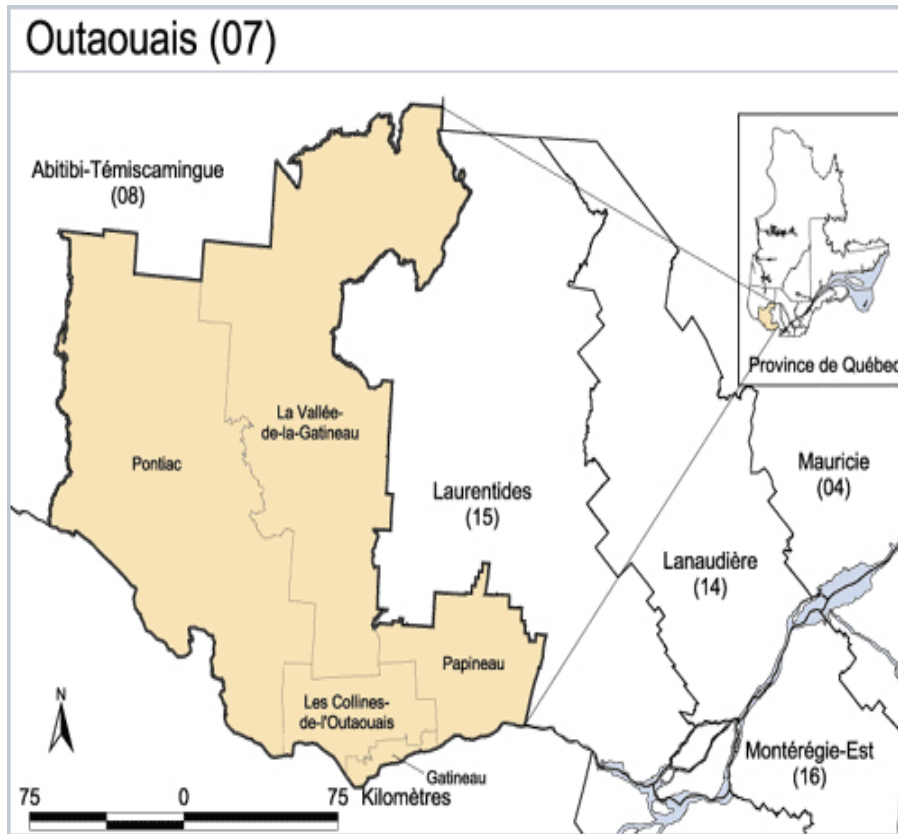 Outaouais (07)
Abitibi-Témiscamingue
(08)
Province de Québec
La Vallée-
de-la-Gatineau
Pontiac
Mauricie
(04)
Laurentides
(15)
Lanaudière
(14)
Papineau
Les Collines-
de-l'Outaouais
N
Gatineau
Montérégie-Est
(16)
75 0 75 Kilomètres